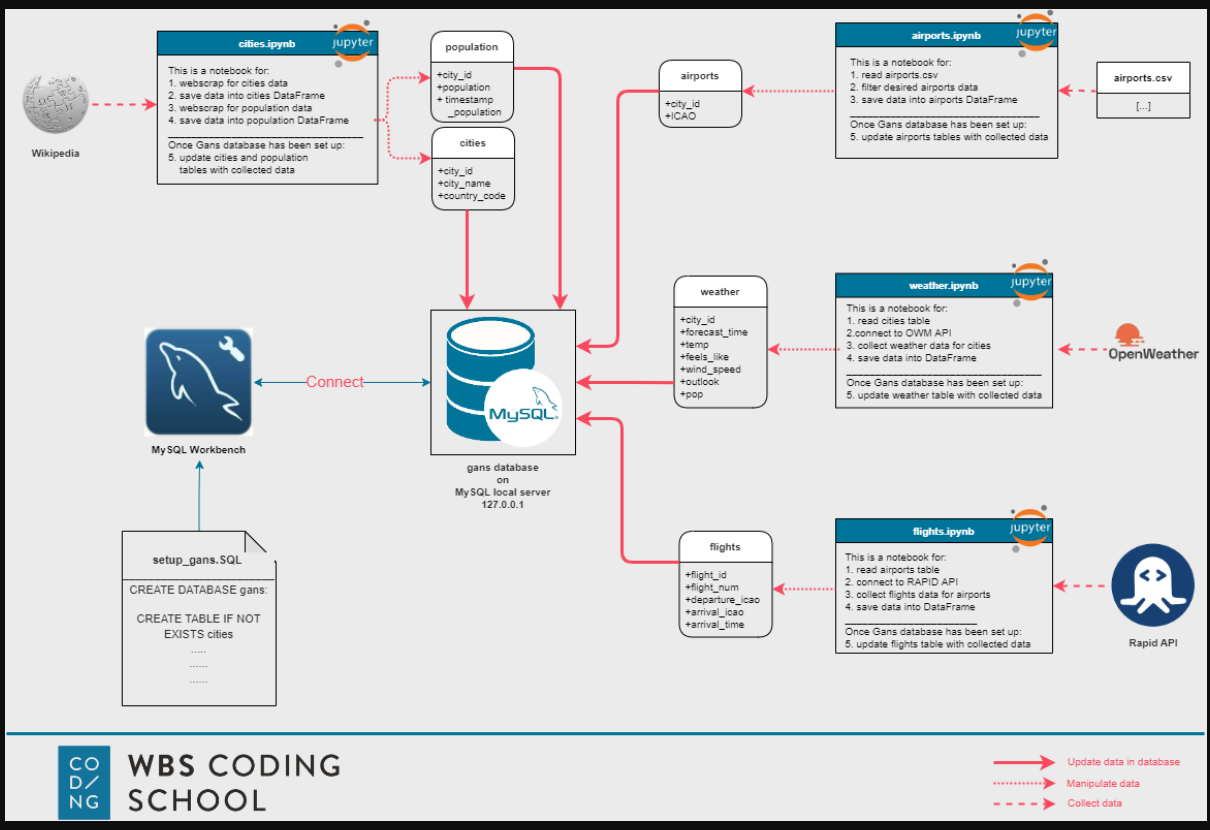 Wikipedia
cities.ipynb
jupyter
This is a notebook for:
1. webscrap for cities data
2. save data into cities DataFrame
3. webscrap for population data
4. save data into population DataFrame
Once Gans database has been set up:
5. update cities and population
tables with collected data
population
+city_id
+population
+ timestamp
_population
cities
+city_id
+city_name
+country_code
airports
+city_id
+ICAO
airports.ipynb
jupyter
This is a notebook for:
1. read airports.csv
2. filter desired airports data
3. save data into airports DataFrame
Once Gans database has been set up:
5. update airports tables with collected data
airports.csv
[...]
weather
+city_id
+forecast_time
+temp
+feels_like
+wind_speed
+outlook
+pop
weather.ipynb
jupyter
This is a notebook for:
1. read cities table
2.connect to OWM API
3. collect weather data for cities
4. save data into DataFrame
Once Gans database has been set up:
5. update weather table with collected data
OpenWeather
MySQL Workbench
Connect
MySQL
gans database
on
MySQL local server
127.0.0.1
setup_gans.SQL
CREATE DATABASE gans:
CREATE TABLE IF NOT
EXISTS cities
.....
......
......
flights
+flight_id
+flight_num
+departure_icao
+arrival_icao
+arrival_time
flights.ipynb
jupyter
This is a notebook for:
1. read airports table
2. connect to RAPID API
3. collect flights data for airports
4. save data into DataFrame
Once Gans database has been set up:
5. update flights table with collected data
Rapid API
CO
D/
NG
WBS CODING
SCHOOL
Update data in database
Manipulate data
Collect data